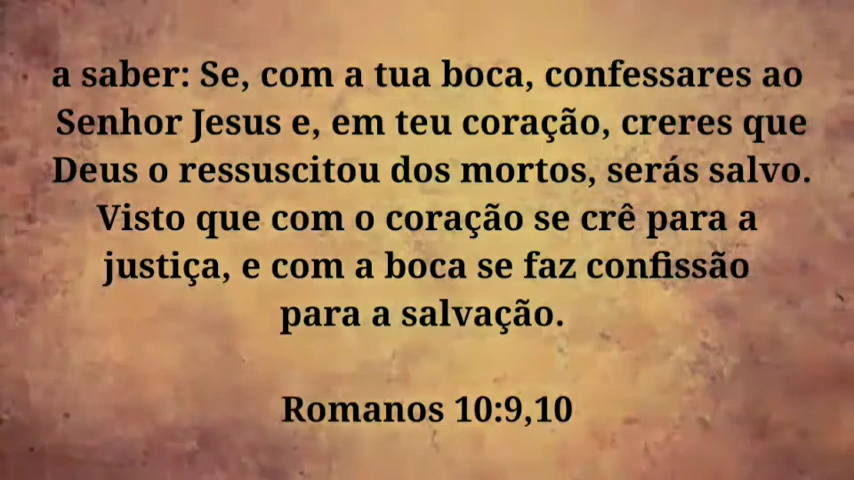 a saber: Se, com a tua boca, confessares ao
Senhor Jesus e, em teu coração, creres que
Deus o ressuscitou dos mortos, serás salvo.
Visto que com o coração se crê para a
justiça, e com a boca se faz confissão
para a salvação.
Romanos 10:9,10